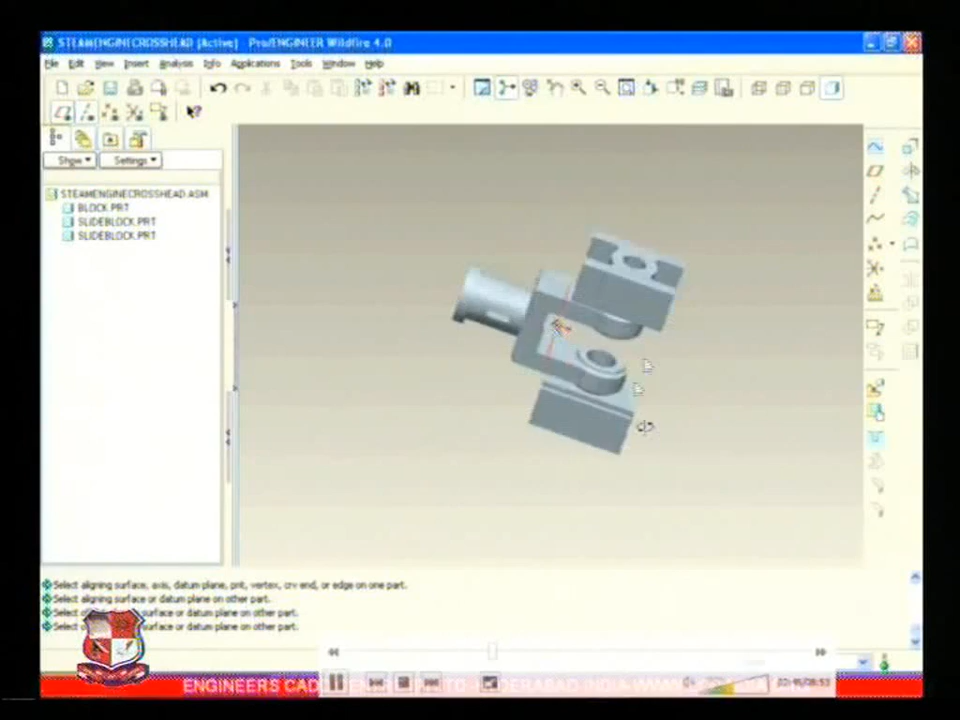 STEAMENGINECROSSHEAD (Active) - Pro/ENGINEER Wildfire 4.0
File Edit View Insert Analysis Info Applications Tools Window Help
Show Settings
STEAMENGINECROSSHEAD.ASM
BLOCK.PRT
SLIDEBLOCK.PRT
SLIDEBLOCK.PRT
Select aligning surface, axis, datum plane, pnt, vertex, crv end, or edge on one part.
Select aligning surface or datum plane on other part.
Select surface or datum plane on other part.
Select surface or datum plane on other part.
ENGINEERS CAD